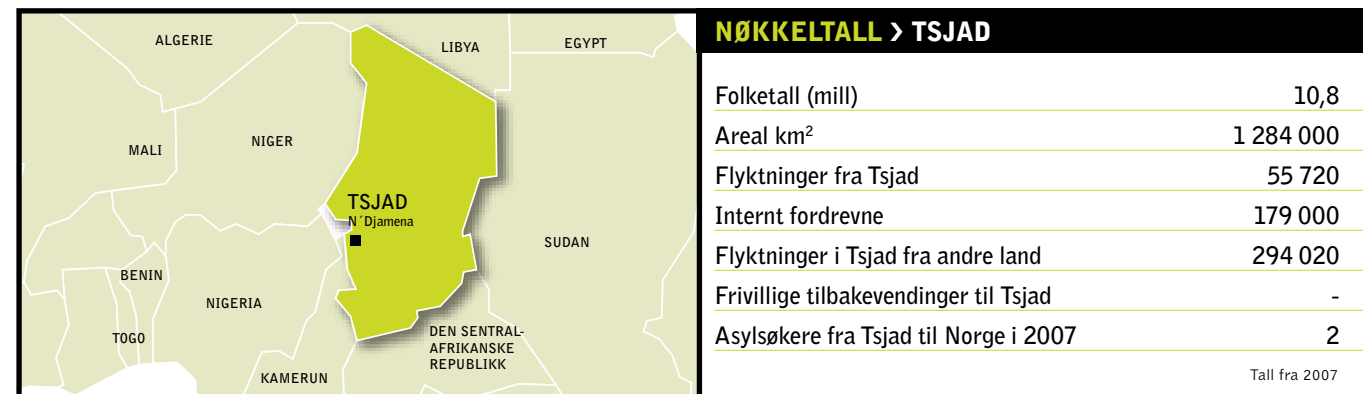 ALGERIE
LIBYA
EGYPT
MALI
NIGER
TSJAD
N´Djamena
SUDAN
BENIN
NIGERIA
TOGO
DEN SENTRAL-
AFRIKANSKE
REPUBLIKK
KAMERUN
NØKKELTALL > TSJAD
Folketall (mill) 10,8
Areal km² 1 284 000
Flyktninger fra Tsjad 55 720
Internt fordrevne 179 000
Flyktninger i Tsjad fra andre land 294 020
Frivillige tilbakevendinger til Tsjad -
Asylsøkere fra Tsjad til Norge i 2007 2
Tall fra 2007